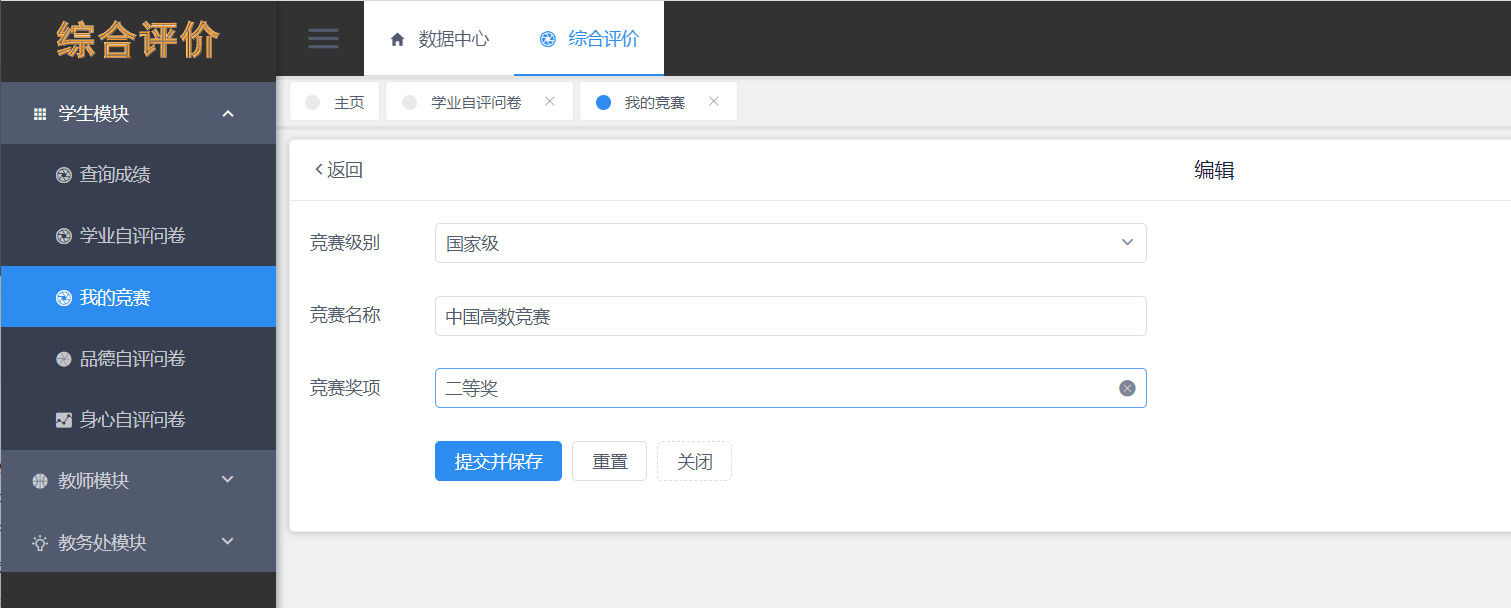 综合评价
数据中心
综合评价
主页
学业自评问卷
我的竞赛
学生模块
查询成绩
学业自评问卷
我的竞赛
品德自评问卷
身心自评问卷
教师模块
教务处模块
返回
编辑
竞赛级别
国家级
竞赛名称
中国高数竞赛
竞赛奖项
二等奖
提交并保存
重置
关闭